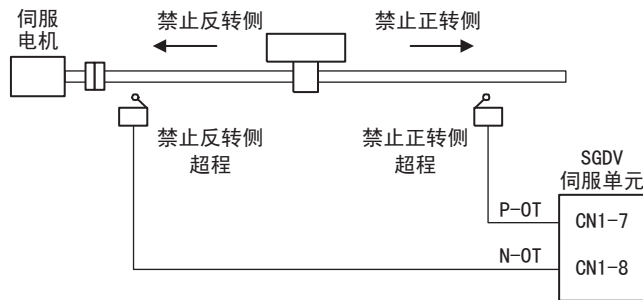 伺服
电机
禁止反转侧
禁止正转侧
禁止反转侧
超程
禁止正转侧
超程
SGDV
伺服单元
P-OT
CN1-7
N-OT
CN1-8